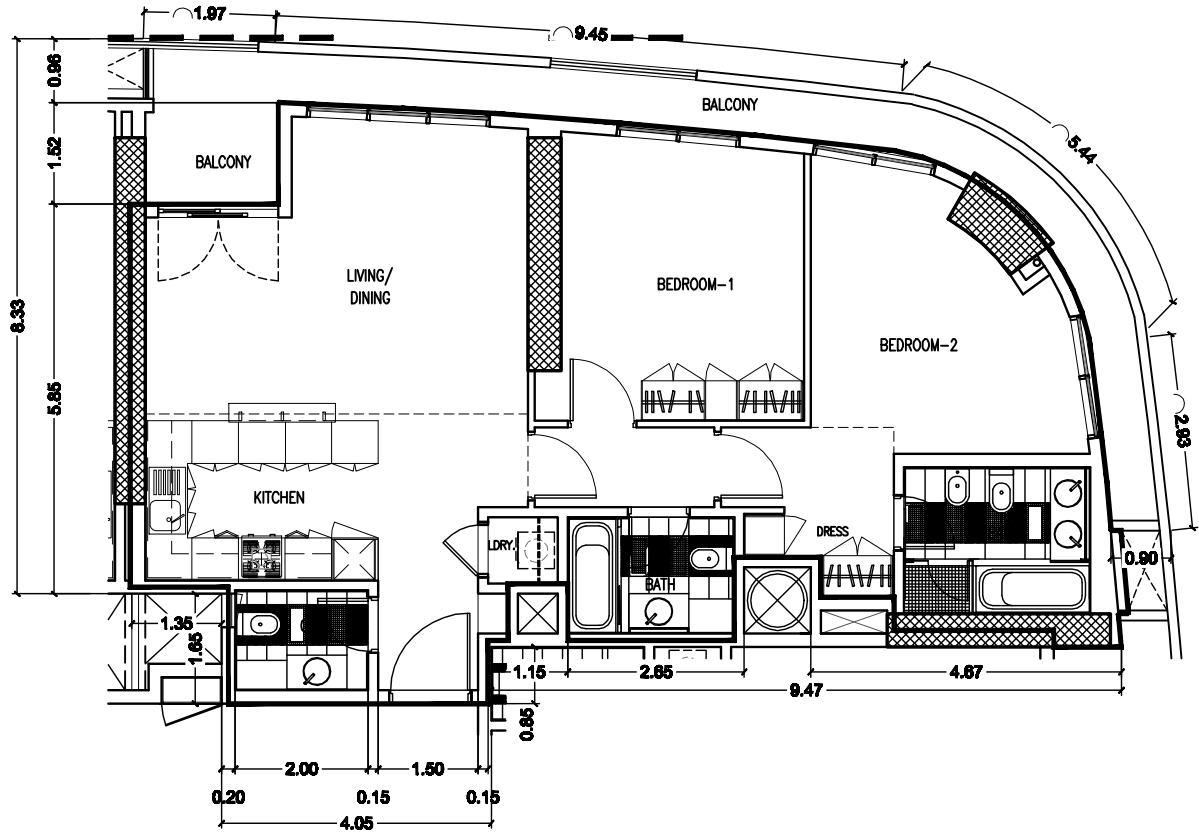 1.97
9.45
0.96
BALCONY
5.44
1.52
BALCONY
LIVING/
DINING
BEDROOM-1
8.33
BEDROOM-2
5.85
2.93
KITCHEN
DRESS
LDRY.
BATH
0.90
1.35
1.65
1.15
2.65
4.67
9.47
0.85
2.00
1.50
0.20
0.15
0.15
4.05